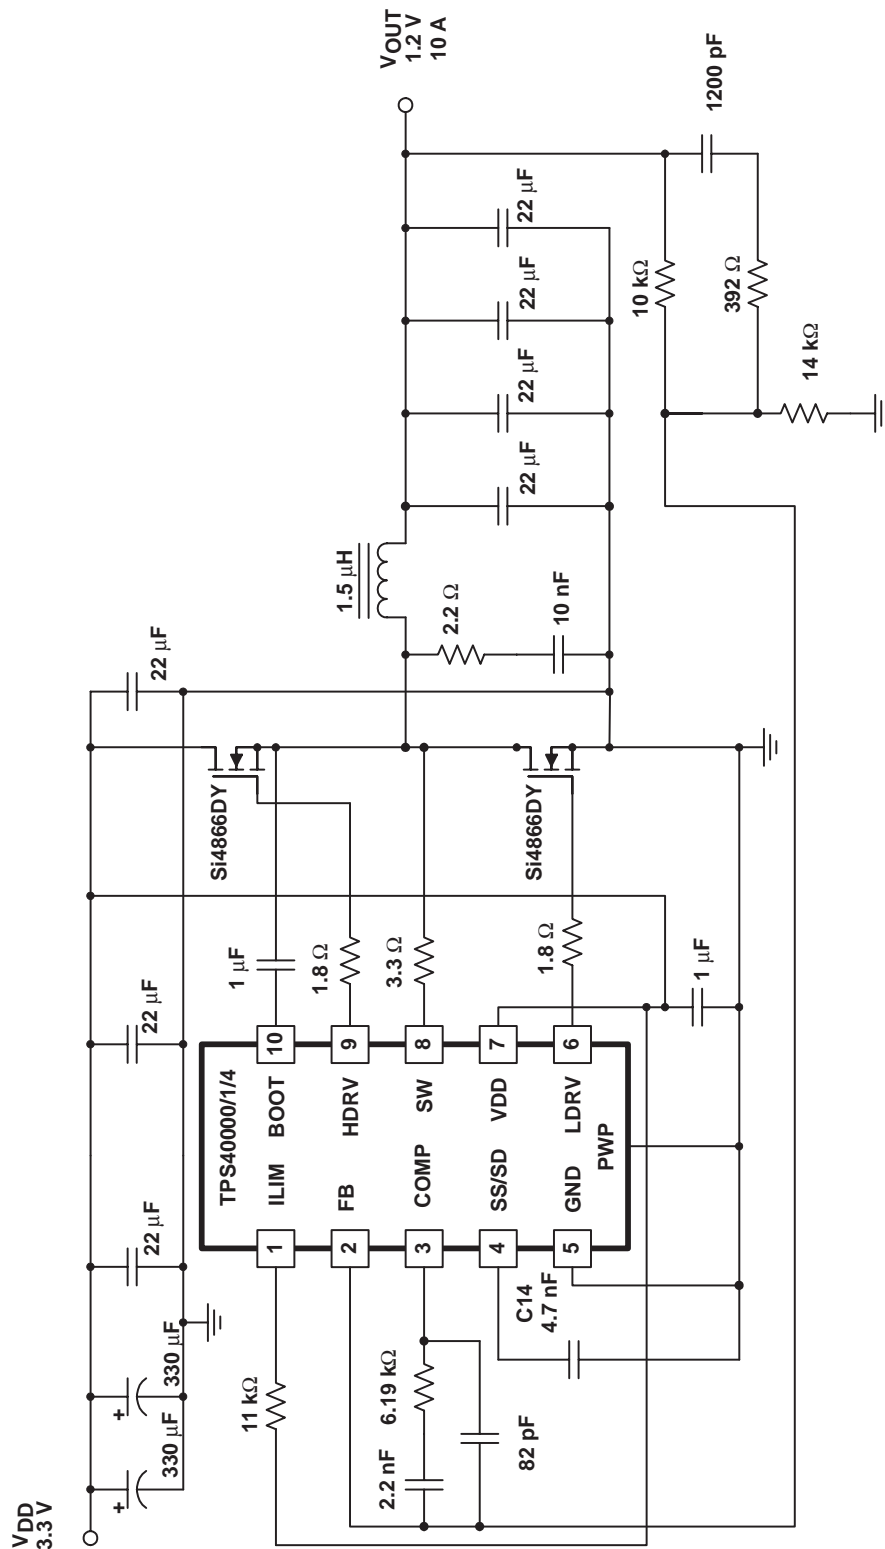 VDD
3.3 V
330 μF
330 μF
22 μF
22 μF
22 μF
11 kΩ
TPS40000/1/4
1
ILIM
BOOT
10
1 μF
Si4866DY
2
FB
HDRV
9
1.8 Ω
3
COMP
SW
8
3.3 Ω
4
SS/SD
VDD
7
5
GND
LDRV
6
1.8 Ω
PWP
Si4866DY
6.19 kΩ
2.2 nF
82 pF
C14
4.7 nF
1 μF
1.5 μH
2.2 Ω
10 nF
22 μF
22 μF
22 μF
22 μF
VOUT
1.2 V
10 A
10 kΩ
1200 pF
392 Ω
14 kΩ